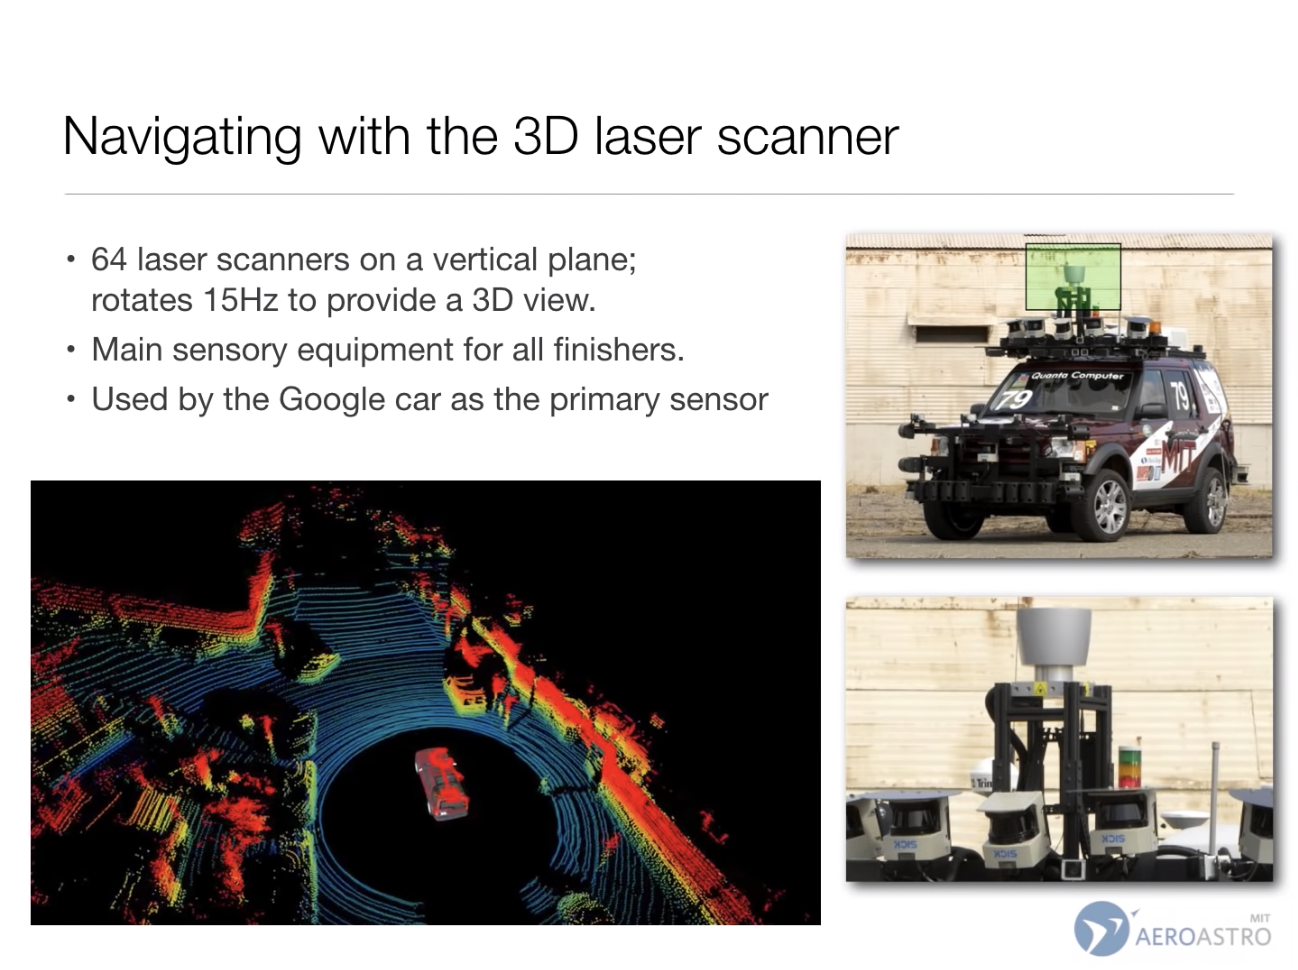 Navigating with the 3D laser scanner
• 64 laser scanners on a vertical plane;
rotates 15Hz to provide a 3D view.
• Main sensory equipment for all finishers.
• Used by the Google car as the primary sensor
Quanta Computer
79
79
MIT
Trim
SICK
SICK
SICK
MIT
AEROASTRO